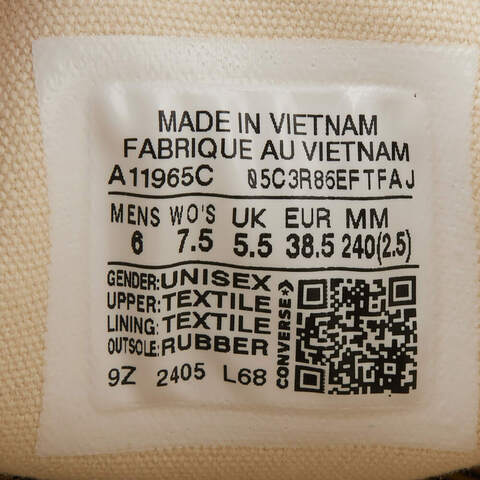 MADE IN VIETNAM
FABRIQUE AU VIETNAM
A11965C 05C3R86EFTFAJ
MENS WO'S UK EUR MM
6 7.5 5.5 38.5 240(2.5)
GENDER: UNISEX
UPPER: TEXTILE
LINING: TEXTILE
OUTSOLE: RUBBER
9Z 2405 L68
CONVERSE